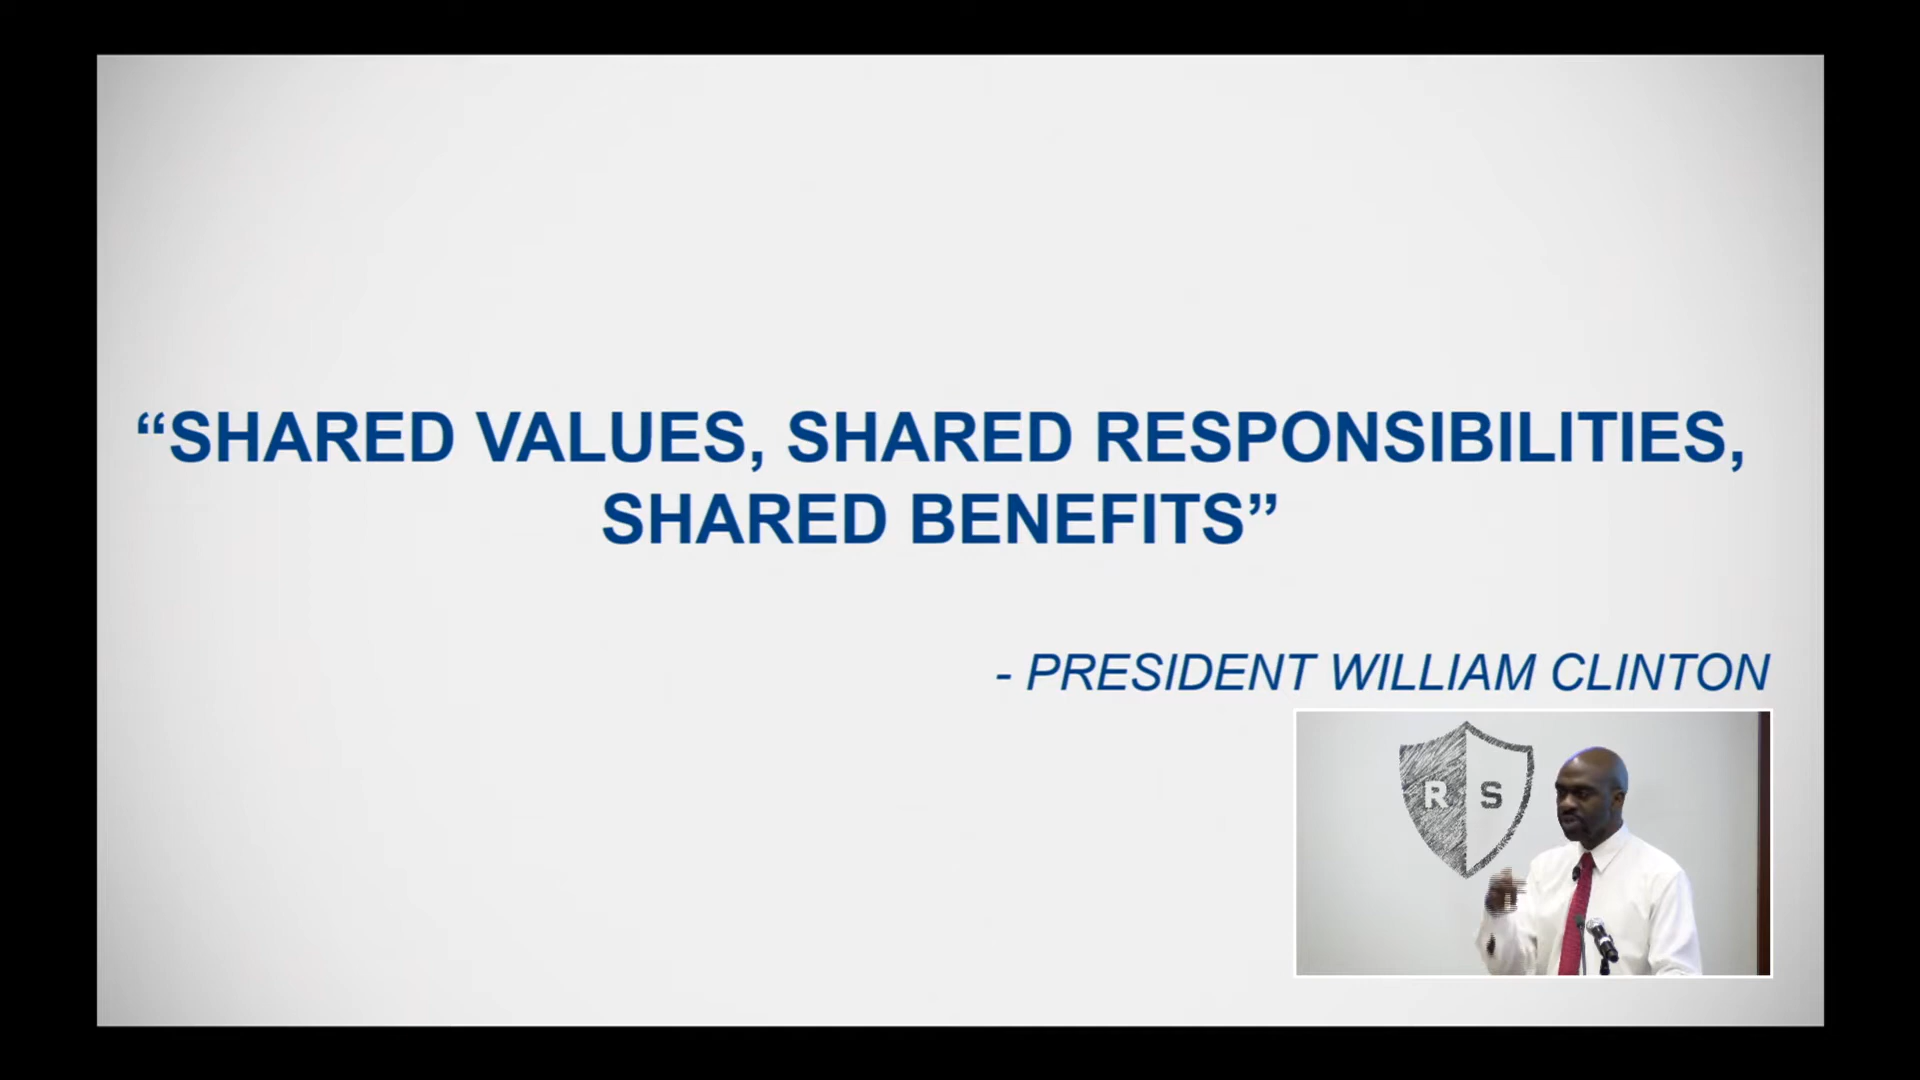 “SHARED VALUES, SHARED RESPONSIBILITIES,
SHARED BENEFITS”
- PRESIDENT WILLIAM CLINTON
R S